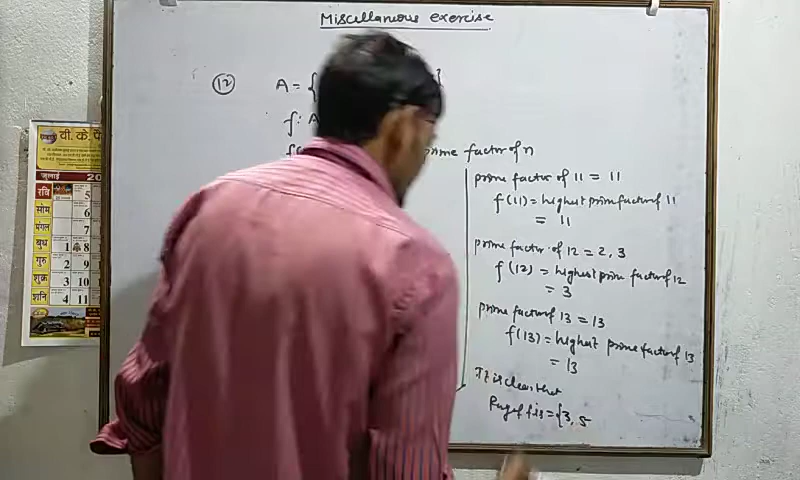 Miscellaneous exercise
(12) A = {
f: A
prime factor of n
prime factor of 11 = 11
f(11) = highest prime factor of 11
= 11
prime factor of 12 = 2, 3
f(12) = highest prime factor of 12
= 3
prime factor of 13 = 13
f(13) = highest prime factor of 13
= 13
It is clear that
Range of f is = {3, 5
वी. के.
जुलाई 20
रवि 5
सोम 6
मंगल 7
बुध 1 8
गुरु 2 9
शुक्र 3 10
शनि 4 11